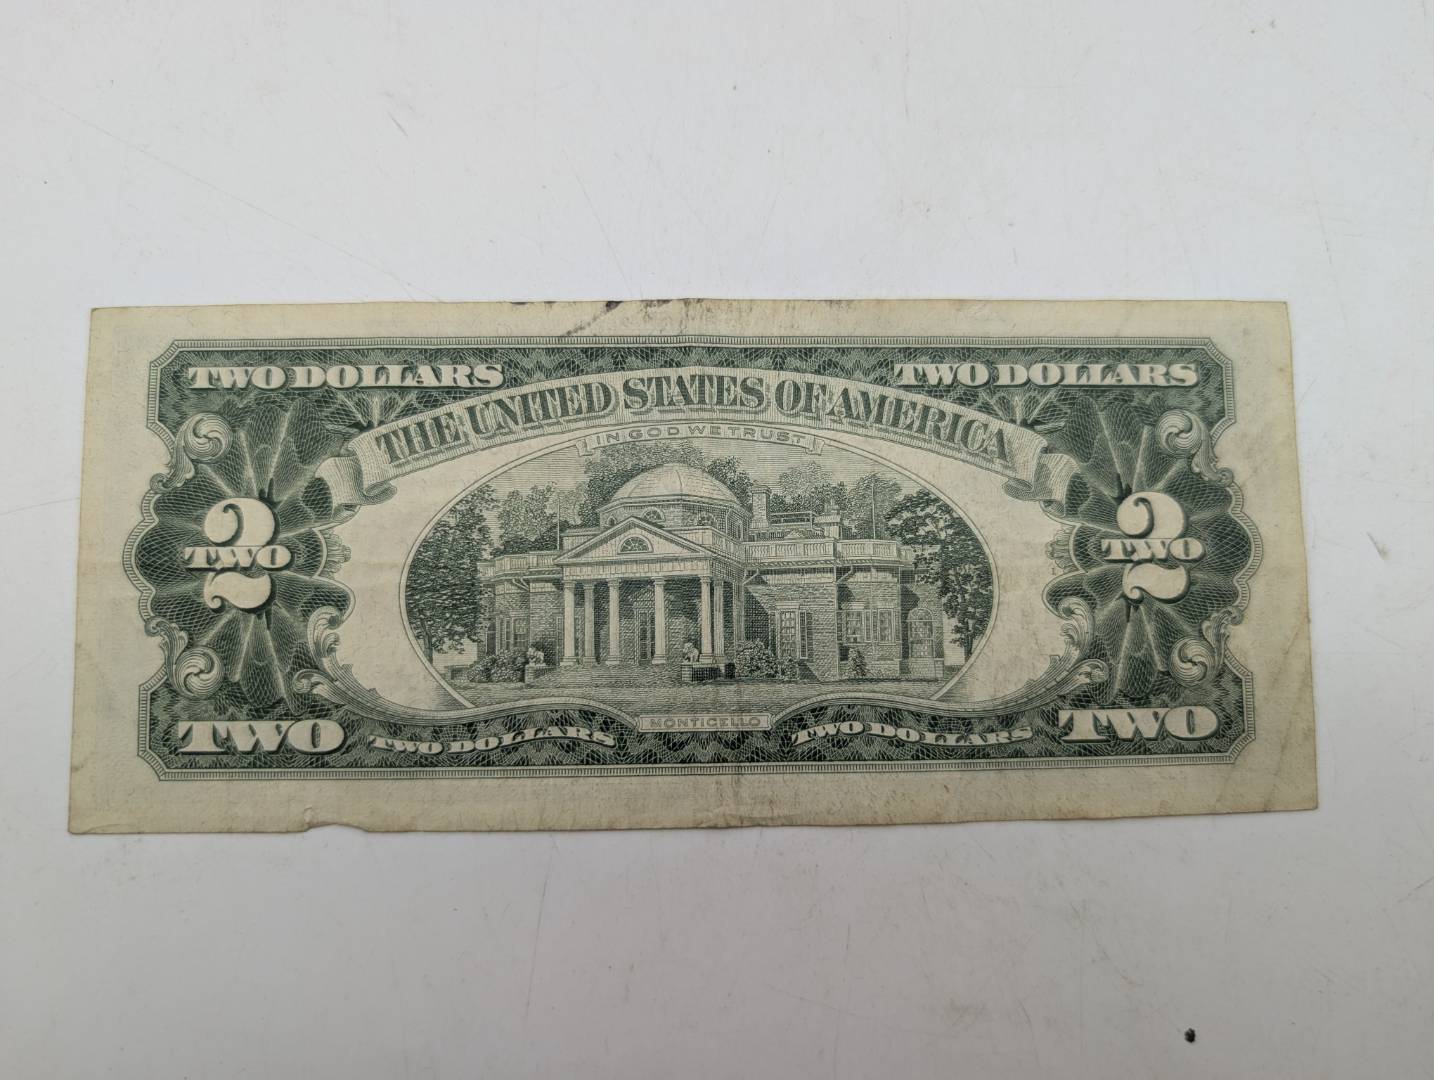 TWO DOLLARS TWO DOLLARS
THE UNITED STATES OF AMERICA
IN GOD WE TRUST
2 2
TWO TWO
MONTICELLO
TWO TWO DOLLARS TWO DOLLARS TWO